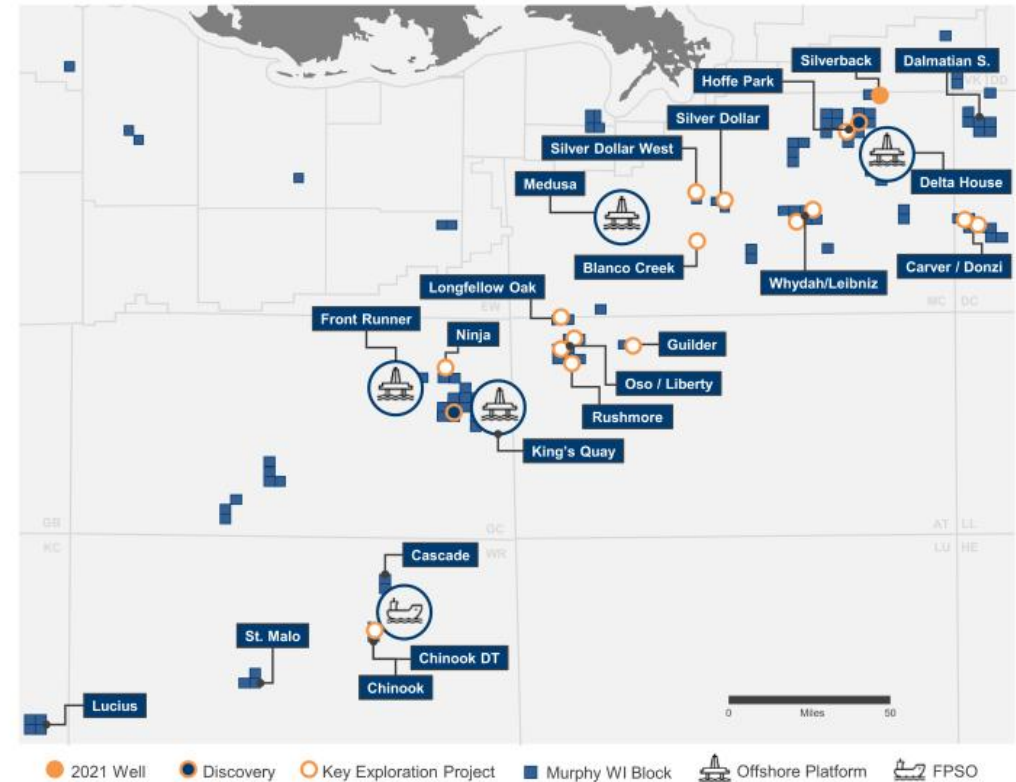 Silverback
Dalmatian S.
Hoffe Park
VK DD
Silver Dollar
Silver Dollar West
Medusa
Delta House
Blanco Creek
Whydah/Leibniz
Carver / Donzi
Longfellow Oak
EW
MC DC
Front Runner
Ninja
Guilder
Oso / Liberty
Rushmore
King's Quay
GB
GC
AT LL
KC
WR
LU HE
Cascade
St. Malo
Chinook DT
Chinook
Lucius
0 Miles 50
2021 Well
Discovery
Key Exploration Project
Murphy WI Block
Offshore Platform
FPSO